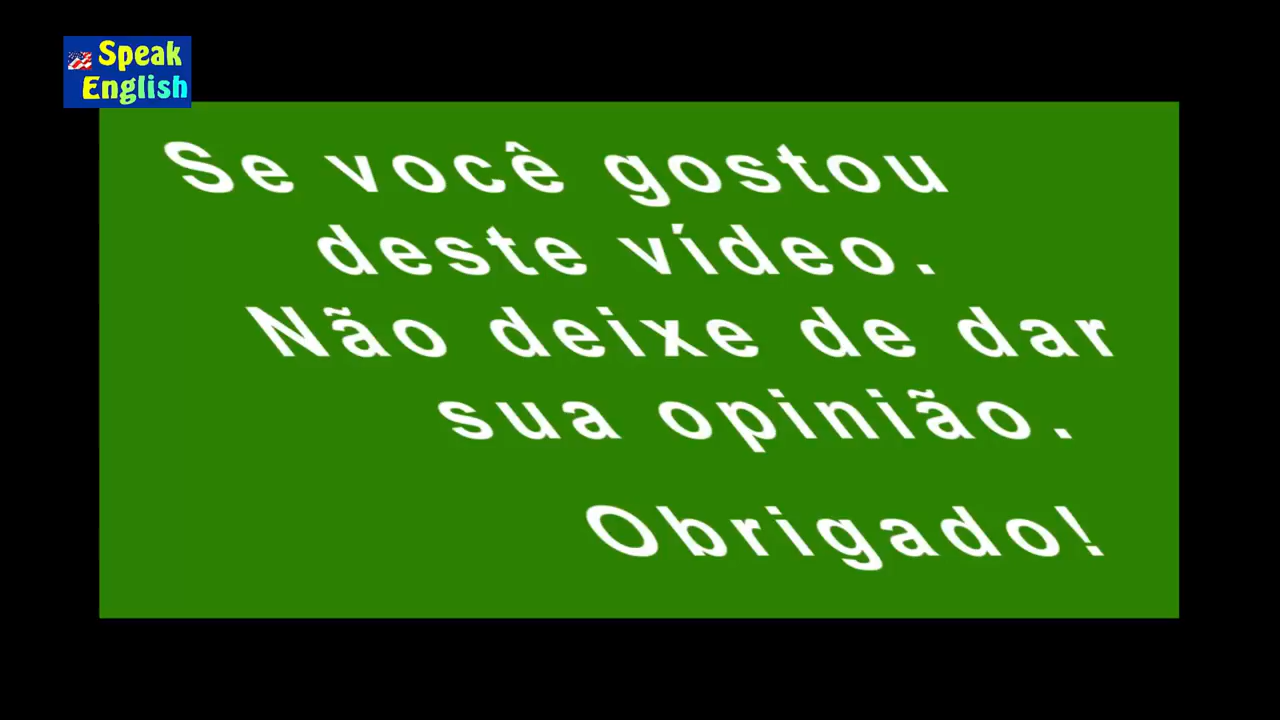 Speak
English
Se você gostou
deste vídeo.
Não deixe de dar
sua opinião.
Obrigado!